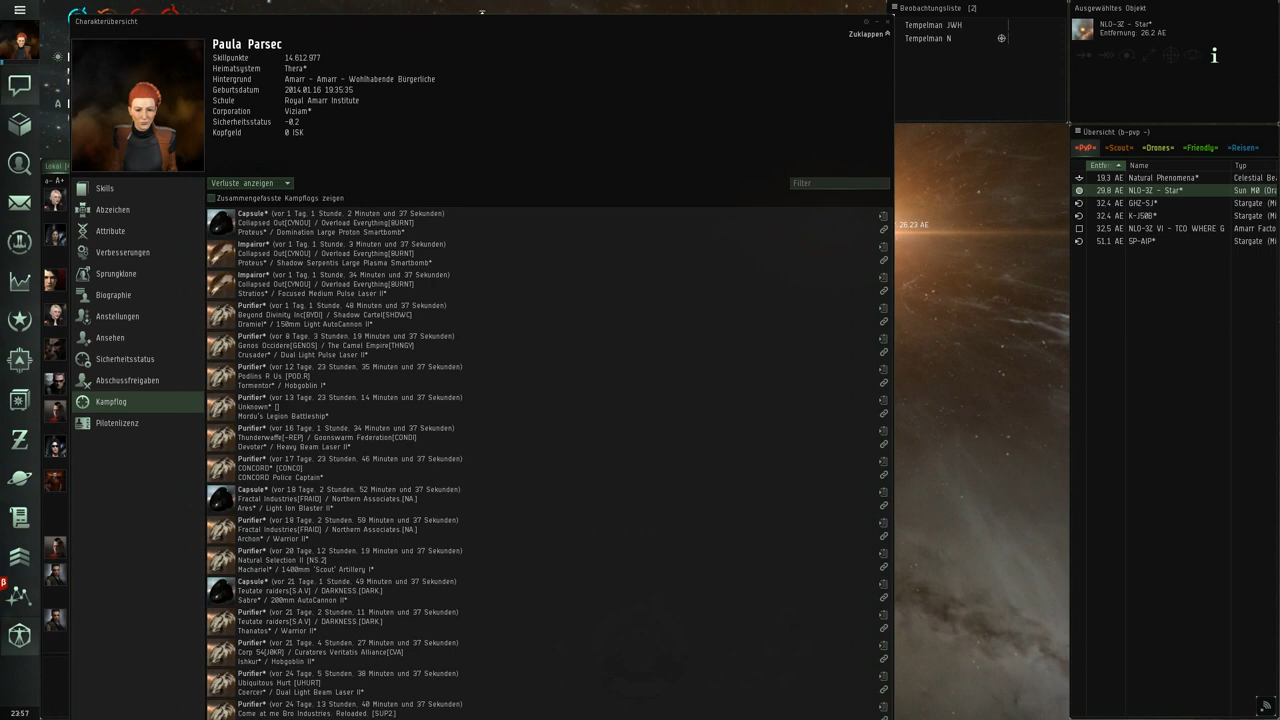 Charakterübersicht
Paula Parsec
Zuklappen
Skillpunkte 14.612.977
Heimatsystem Thera*
Hintergrund Amarr - Amarr - Wohlhabende Bürgerliche
Geburtsdatum 2014.01.16 19:35:35
Schule Royal Amarr Institute
Corporation Viziam*
Sicherheitsstatus -0.2
Kopfgeld 0 ISK
Lokal [
a- A+
Skills
Abzeichen
Attribute
Verbesserungen
Sprungklone
Biographie
Anstellungen
Ansehen
Sicherheitsstatus
Abschussfreigaben
Kampflog
Pilotenlizenz
Verluste anzeigen
Filter
Zusammengefasste Kampflogs zeigen
Capsule* (vor 1 Tag, 1 Stunde, 2 Minuten und 37 Sekunden)
Collapsed Out[CYNOU] / Overload Everything[BURNT]
Proteus* / Domination Large Proton Smartbomb*
Impairor* (vor 1 Tag, 1 Stunde, 3 Minuten und 37 Sekunden)
Collapsed Out[CYNOU] / Overload Everything[BURNT]
Proteus* / Shadow Serpentis Large Plasma Smartbomb*
Impairor* (vor 1 Tag, 1 Stunde, 34 Minuten und 37 Sekunden)
Collapsed Out[CYNOU] / Overload Everything[BURNT]
Stratios* / Focused Medium Pulse Laser II*
Purifier* (vor 1 Tag, 1 Stunde, 48 Minuten und 37 Sekunden)
Beyond Divinity Inc[BYDI] / Shadow Cartel[SHDWC]
Dramiel* / 150mm Light AutoCannon II*
Purifier* (vor 8 Tage, 3 Stunden, 19 Minuten und 37 Sekunden)
Genos Occidere[GENOS] / The Camel Empire[THNGY]
Crusader* / Dual Light Pulse Laser II*
Purifier* (vor 12 Tage, 23 Stunden, 35 Minuten und 37 Sekunden)
Podlins R Us [POD.R]
Tormentor* / Hobgoblin I*
Purifier* (vor 13 Tage, 23 Stunden, 14 Minuten und 37 Sekunden)
Unknown* []
Mordu's Legion Battleship*
Purifier* (vor 16 Tage, 1 Stunde, 34 Minuten und 37 Sekunden)
Thunderwaffe[-REP] / Goonswarm Federation[CONDI]
Devoter* / Heavy Beam Laser II*
Purifier* (vor 17 Tage, 23 Stunden, 46 Minuten und 37 Sekunden)
CONCORD* [CONCO]
CONCORD Police Captain*
Capsule* (vor 18 Tage, 2 Stunden, 52 Minuten und 37 Sekunden)
Fractal Industries[FRAID] / Northern Associates.[NA.]
Ares* / Light Ion Blaster II*
Purifier* (vor 18 Tage, 2 Stunden, 59 Minuten und 37 Sekunden)
Fractal Industries[FRAID] / Northern Associates.[NA.]
Archon* / Warrior II*
Purifier* (vor 20 Tage, 12 Stunden, 19 Minuten und 37 Sekunden)
Natural Selection II [NS.2]
Machariel* / 1400mm 'Scout' Artillery I*
Capsule* (vor 21 Tage, 1 Stunde, 49 Minuten und 37 Sekunden)
Teutate raiders[S.A.V] / DARKNESS.[DARK.]
Sabre* / 200mm AutoCannon II*
Purifier* (vor 21 Tage, 2 Stunden, 11 Minuten und 37 Sekunden)
Teutate raiders[S.A.V] / DARKNESS.[DARK.]
Thanatos* / Warrior II*
Purifier* (vor 21 Tage, 4 Stunden, 27 Minuten und 37 Sekunden)
Corp 54[J0KR] / Curatores Veritatis Alliance[CVA]
Ishkur* / Hobgoblin II*
Purifier* (vor 24 Tage, 5 Stunden, 38 Minuten und 37 Sekunden)
Ubiquitous Hurt [UHURT]
Coercer* / Dual Light Beam Laser II*
Purifier* (vor 24 Tage, 13 Stunden, 40 Minuten und 37 Sekunden)
Come at me Bro Industries. Reloaded. [SUP2.]
Beobachtungsliste [2]
Tempelman JWH
Tempelman N
26.23 AE
Ausgewähltes Objekt
NLO-3Z - Star*
Entfernung: 26,2 AE
Übersicht (b-pvp -)
=PvP= =Scout= =Drones= =Friendly= =Reisen=
Entfer Name Typ
19,3 AE Natural Phenomena* Celestial Be
29,8 AE NLO-3Z - Star* Sun M0 (Ora
32,4 AE GHZ-SJ* Stargate (Mi
32,4 AE K-J50B* Stargate (Mi
32,5 AE NLO-3Z VI - TCO WHERE G Amarr Facto
51,1 AE 5P-AIP* Stargate (Mi
β
23:57